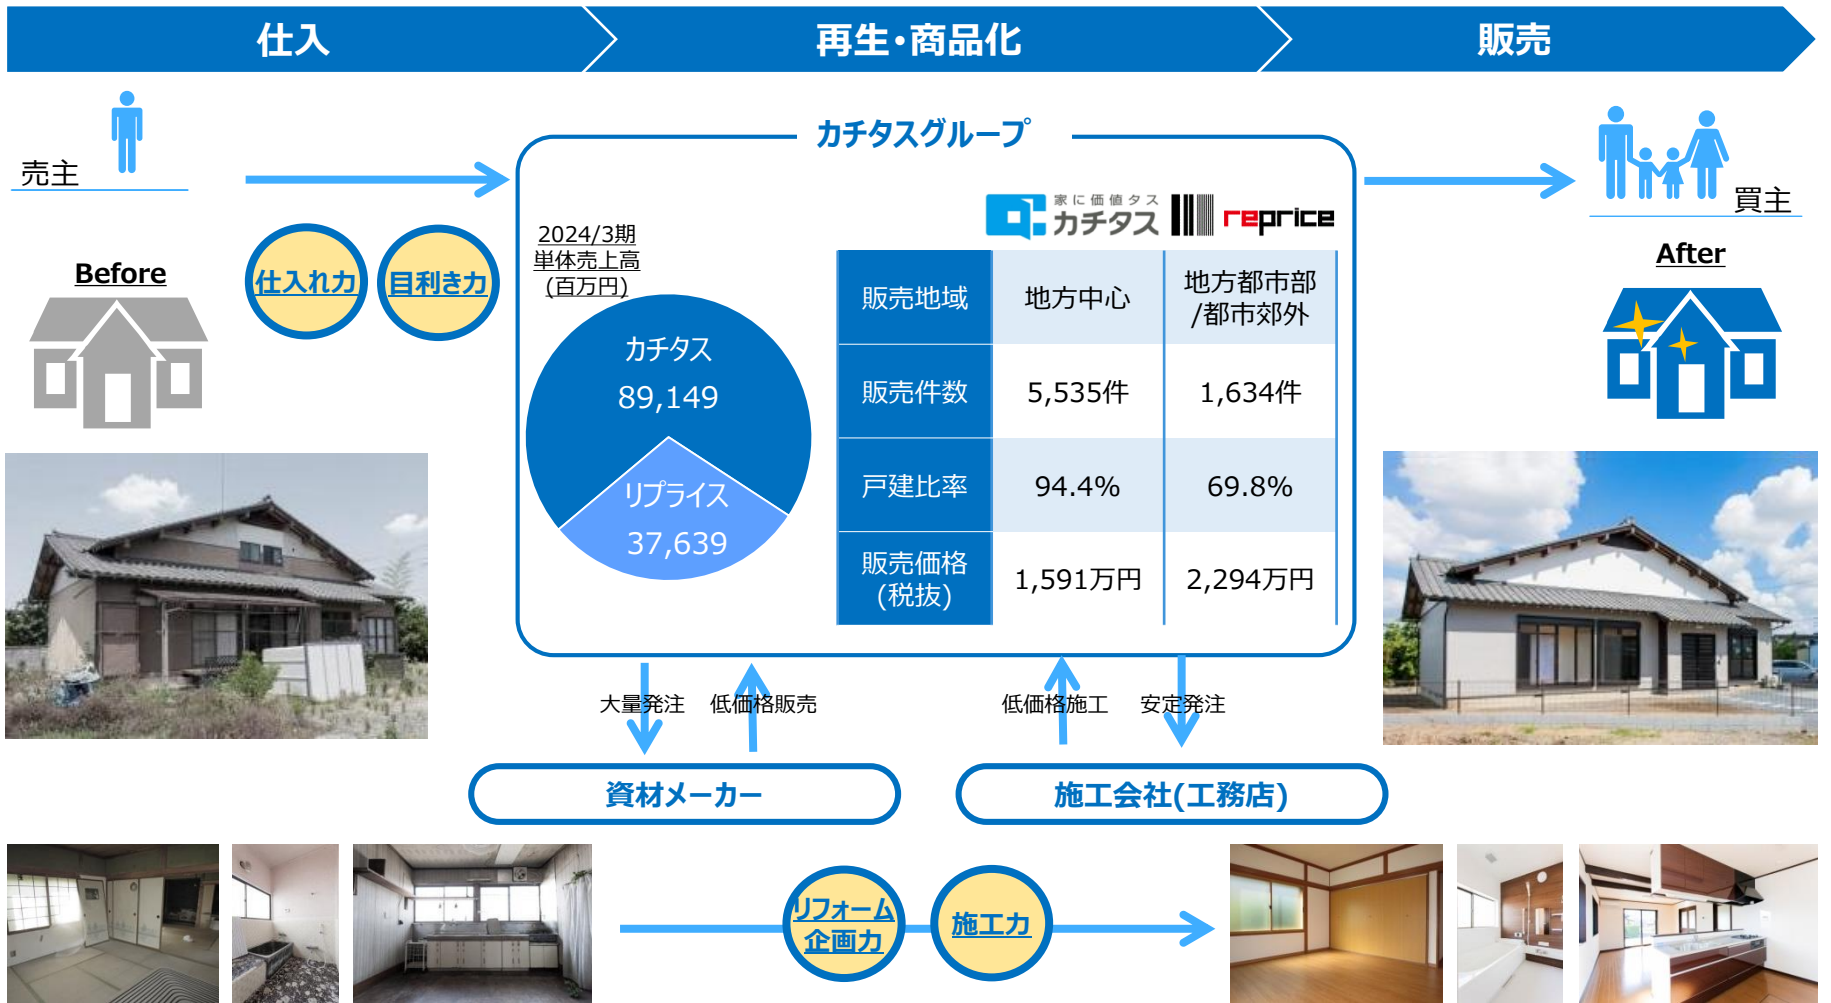 仕入
再生・商品化
販売
売主
Before
仕入れ力
目利き力
カチタスグループ
2024/3期
単体売上高
(百万円)
カチタス
89,149
リプライス
37,639
家に価値タス
カチタス
reprice
販売地域
地方中心
地方都市部
/都市郊外
販売件数
5,535件
1,634件
戸建比率
94.4%
69.8%
販売価格
(税抜)
1,591万円
2,294万円
買主
After
大量発注
低価格販売
低価格施工
安定発注
資材メーカー
施工会社(工務店)
リフォーム
企画力
施工力